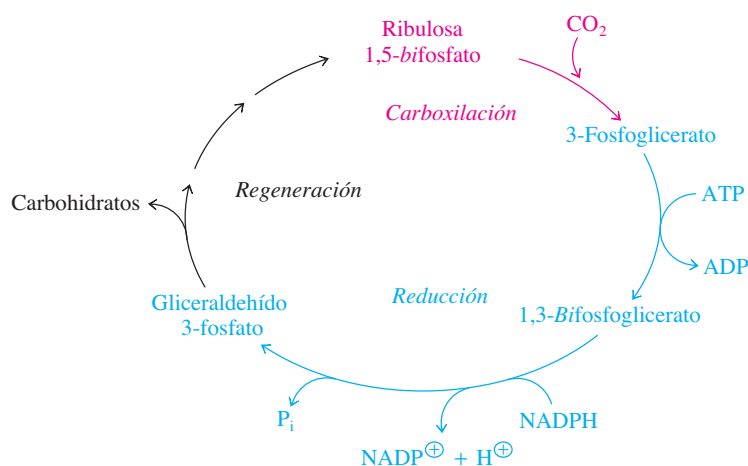 Ribulosa
1,5-bifosfato
CO₂
Carboxilación
3-Fosfoglicerato
Regeneración
Carbohidratos
ATP
ADP
Gliceraldehído
3-fosfato
Reducción
1,3-Bifosfoglicerato
Pᵢ
NADPH
NADP⊕ + H⊕